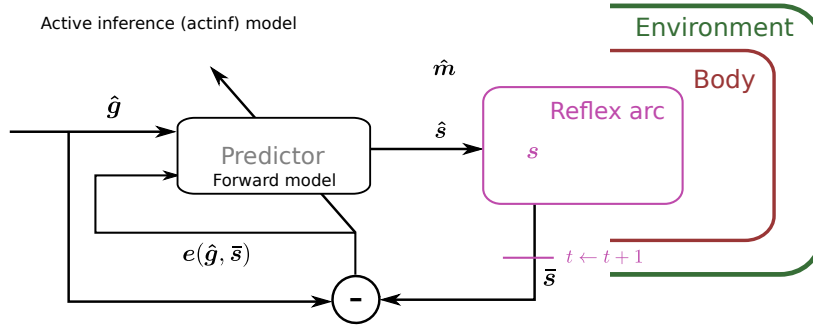 Environment
Active inference (actinf) model
Body
m̂
ĝ
Reflex arc
ŝ
Predictor
s
Forward model
e(ĝ, s̄)
t ← t + 1
s̄
-